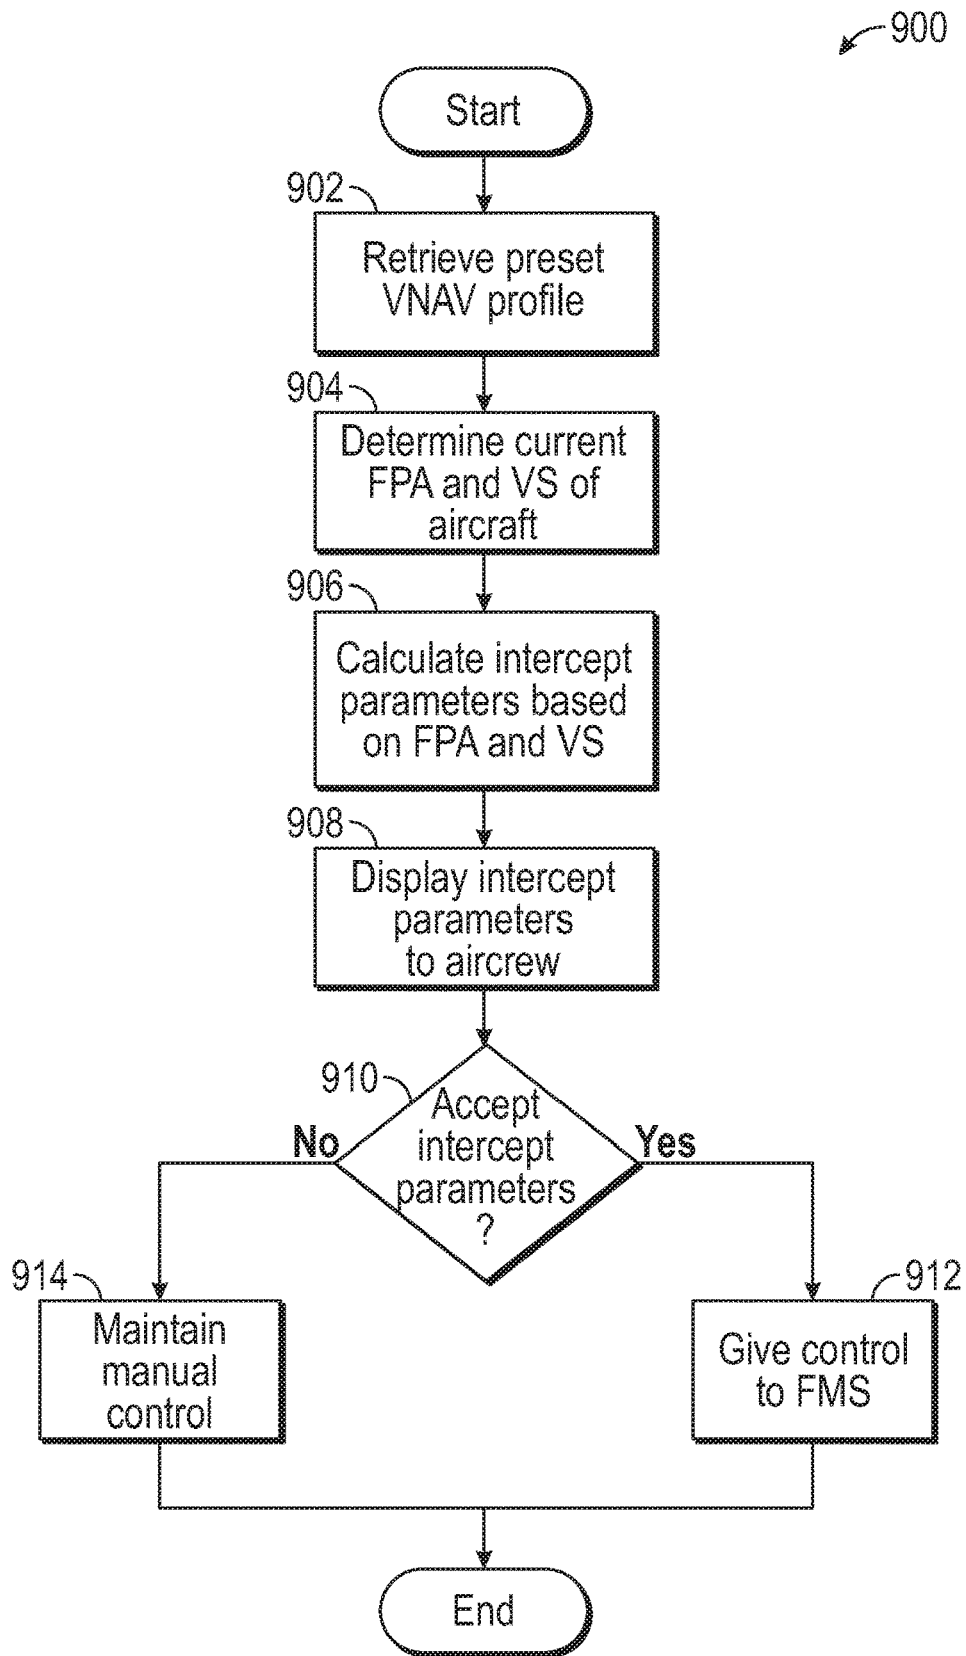 900
Start
902
Retrieve preset
VNAV profile
904
Determine current
FPA and VS of
aircraft
906
Calculate intercept
parameters based
on FPA and VS
908
Display intercept
parameters
to aircrew
910
Accept
intercept
parameters
?
No
Yes
914
Maintain
manual
control
912
Give control
to FMS
End